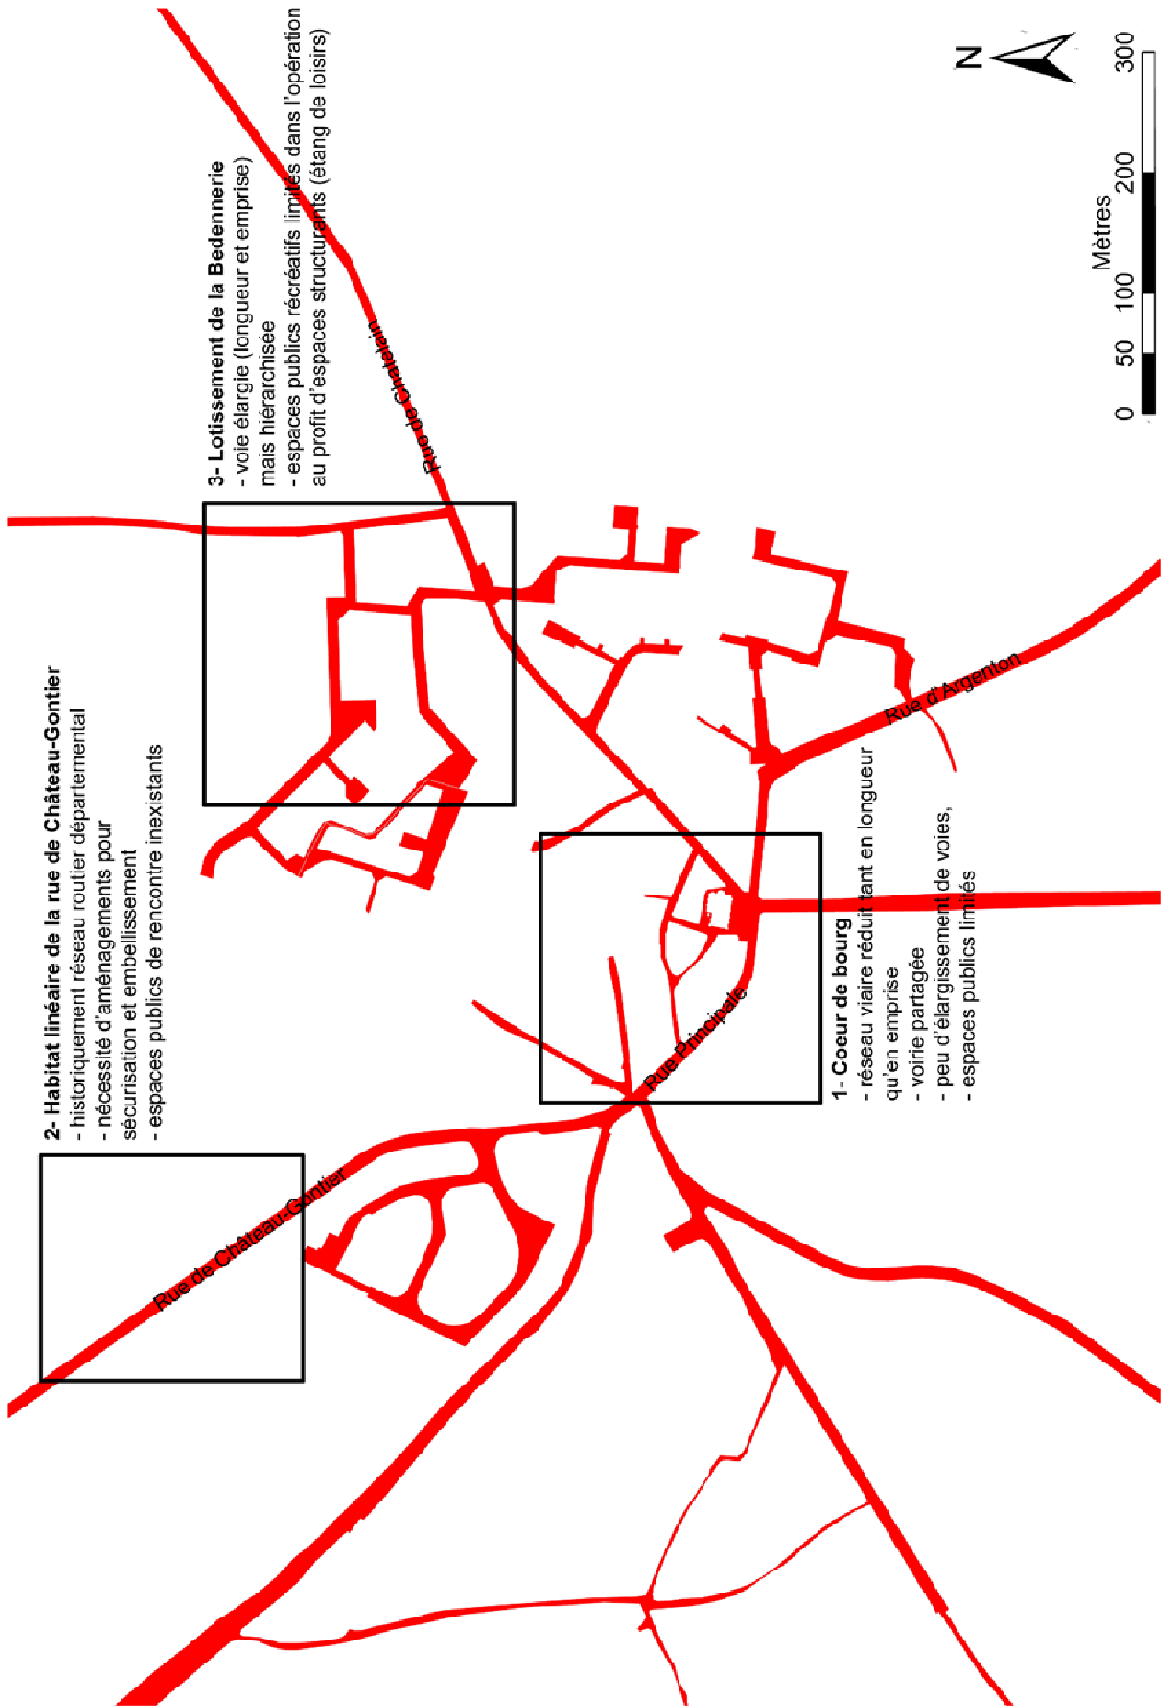 2- Habitat linéaire de la rue de Château-Gontier
- historiquement réseau routier départemental
- nécessité d'aménagements pour
sécurisation et embellissement
- espaces publics de rencontre inexistants
3- Lotissement de la Bedennerie
- voie élargie (longueur et emprise)
mais hiérarchisée
- espaces publics récréatifs limités dans l'opération
au profit d'espaces structurants (étang de loisirs)
Rue de Château-Gontier
Rue de Chatelain
Rue Principale
Rue d'Argenton
1- Coeur de bourg
- réseau viaire réduit tant en longueur
qu'en emprise
- voirie partagée
- peu d'élargissement de voies,
- espaces publics limités
N
Mètres
0 50 100 200 300